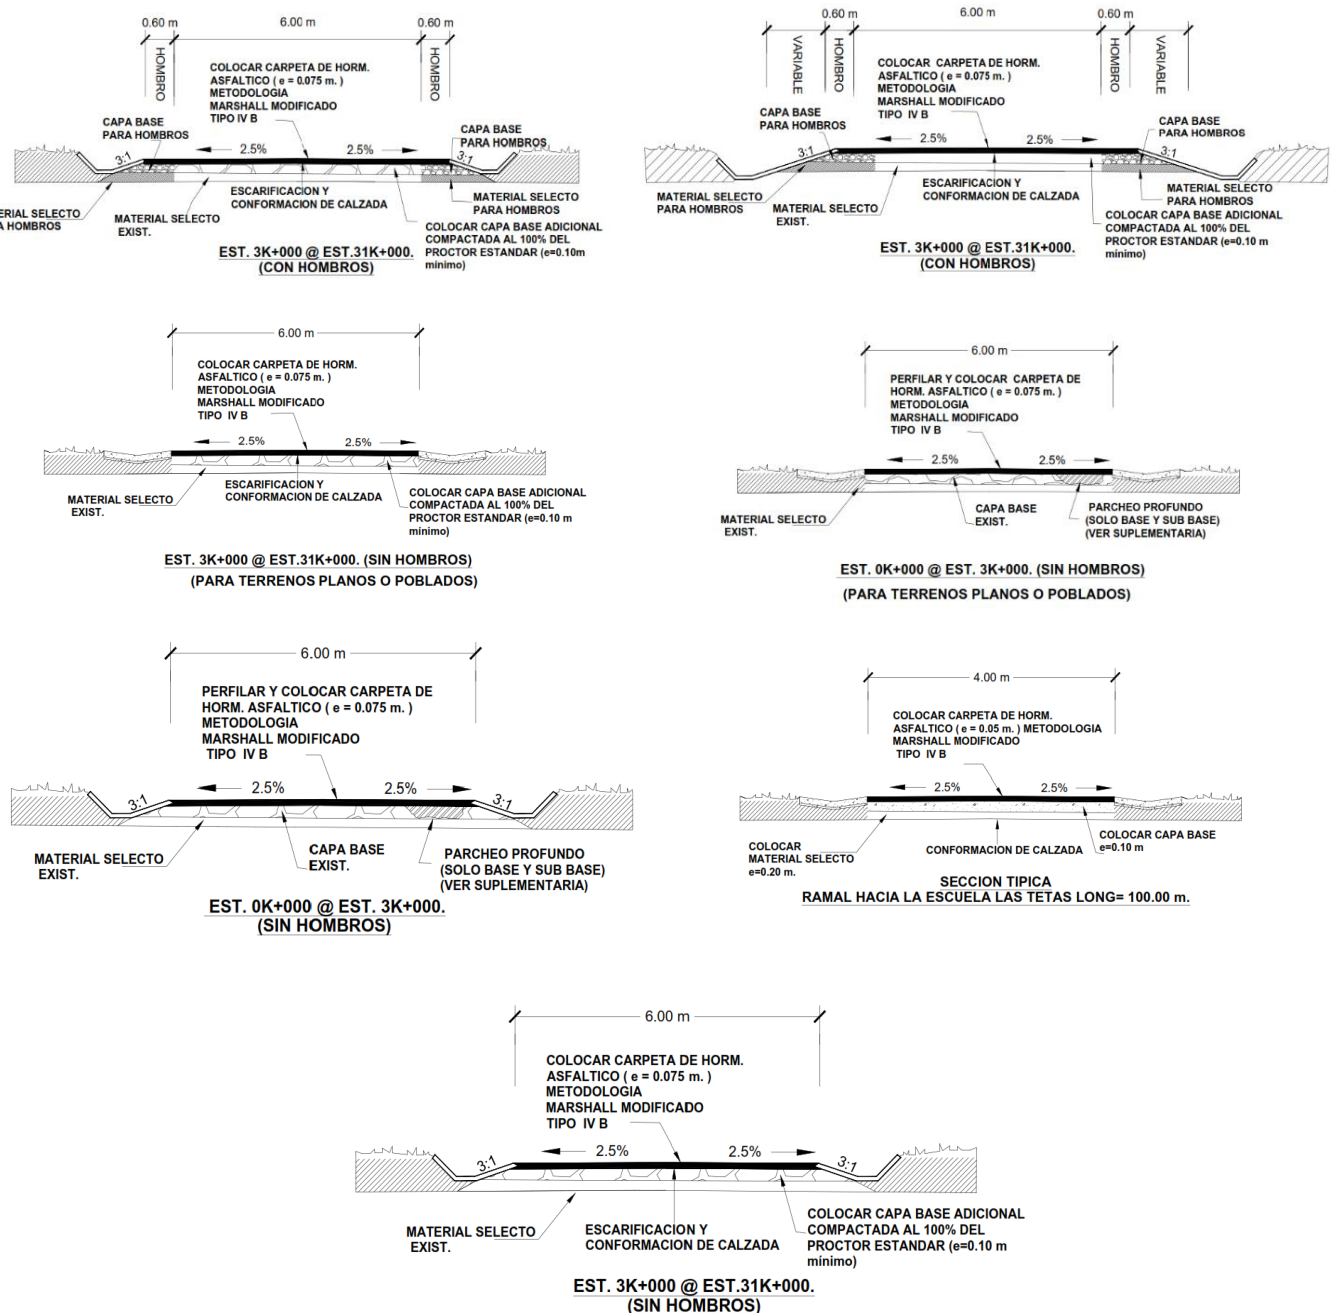 0.60 m
6.00 m
0.60 m
HOMBRO
HOMBRO
COLOCAR CARPETA DE HORM.
ASFALTICO ( e = 0.075 m. )
METODOLOGIA
MARSHALL MODIFICADO
TIPO IV B
CAPA BASE
PARA HOMBROS
CAPA BASE
PARA HOMBROS
3:1
2.5%
2.5%
3:1
ERIAL SELECTO
A HOMBROS
MATERIAL SELECTO
EXIST.
ESCARIFICACION Y
CONFORMACION DE CALZADA
MATERIAL SELECTO
PARA HOMBROS
COLOCAR CAPA BASE ADICIONAL
COMPACTADA AL 100% DEL
PROCTOR ESTANDAR (e=0.10m
mínimo)
EST. 3K+000 @ EST.31K+000.
(CON HOMBROS)
0.60 m
6.00 m
0.60 m
VARIABLE
HOMBRO
HOMBRO
VARIABLE
COLOCAR CARPETA DE HORM.
ASFALTICO ( e = 0.075 m. )
METODOLOGIA
MARSHALL MODIFICADO
TIPO IV B
CAPA BASE
PARA HOMBROS
CAPA BASE
PARA HOMBROS
3:1
2.5%
2.5%
3:1
MATERIAL SELECTO
PARA HOMBROS
MATERIAL SELECTO
EXIST.
ESCARIFICACION Y
CONFORMACION DE CALZADA
MATERIAL SELECTO
PARA HOMBROS
COLOCAR CAPA BASE ADICIONAL
COMPACTADA AL 100% DEL
PROCTOR ESTANDAR (e=0.10 m
mínimo)
EST. 3K+000 @ EST.31K+000.
(CON HOMBROS)
6.00 m
COLOCAR CARPETA DE HORM.
ASFALTICO ( e = 0.075 m. )
METODOLOGIA
MARSHALL MODIFICADO
TIPO IV B
2.5%
2.5%
MATERIAL SELECTO
EXIST.
ESCARIFICACION Y
CONFORMACION DE CALZADA
COLOCAR CAPA BASE ADICIONAL
COMPACTADA AL 100% DEL
PROCTOR ESTANDAR (e=0.10 m
mínimo)
EST. 3K+000 @ EST.31K+000. (SIN HOMBROS)
(PARA TERRENOS PLANOS O POBLADOS)
6.00 m
PERFILAR Y COLOCAR CARPETA DE
HORM. ASFALTICO ( e = 0.075 m. )
METODOLOGIA
MARSHALL MODIFICADO
TIPO IV B
2.5%
2.5%
MATERIAL SELECTO
EXIST.
CAPA BASE
EXIST.
PARCHEO PROFUNDO
(SOLO BASE Y SUB BASE)
(VER SUPLEMENTARIA)
EST. 0K+000 @ EST. 3K+000. (SIN HOMBROS)
(PARA TERRENOS PLANOS O POBLADOS)
6.00 m
PERFILAR Y COLOCAR CARPETA DE
HORM. ASFALTICO ( e = 0.075 m. )
METODOLOGIA
MARSHALL MODIFICADO
TIPO IV B
3:1
2.5%
2.5%
3:1
MATERIAL SELECTO
EXIST.
CAPA BASE
EXIST.
PARCHEO PROFUNDO
(SOLO BASE Y SUB BASE)
(VER SUPLEMENTARIA)
EST. 0K+000 @ EST. 3K+000.
(SIN HOMBROS)
4.00 m
COLOCAR CARPETA DE HORM.
ASFALTICO ( e = 0.05 m. ) METODOLOGIA
MARSHALL MODIFICADO
TIPO IV B
2.5%
2.5%
COLOCAR
MATERIAL SELECTO
e=0.20 m.
CONFORMACION DE CALZADA
COLOCAR CAPA BASE
e=0.10 m
SECCION TIPICA
RAMAL HACIA LA ESCUELA LAS TETAS LONG= 100.00 m.
6.00 m
COLOCAR CARPETA DE HORM.
ASFALTICO ( e = 0.075 m. )
METODOLOGIA
MARSHALL MODIFICADO
TIPO IV B
3:1
2.5%
2.5%
3:1
MATERIAL SELECTO
EXIST.
ESCARIFICACION Y
CONFORMACION DE CALZADA
COLOCAR CAPA BASE ADICIONAL
COMPACTADA AL 100% DEL
PROCTOR ESTANDAR (e=0.10 m
mínimo)
EST. 3K+000 @ EST.31K+000.
(SIN HOMBROS)